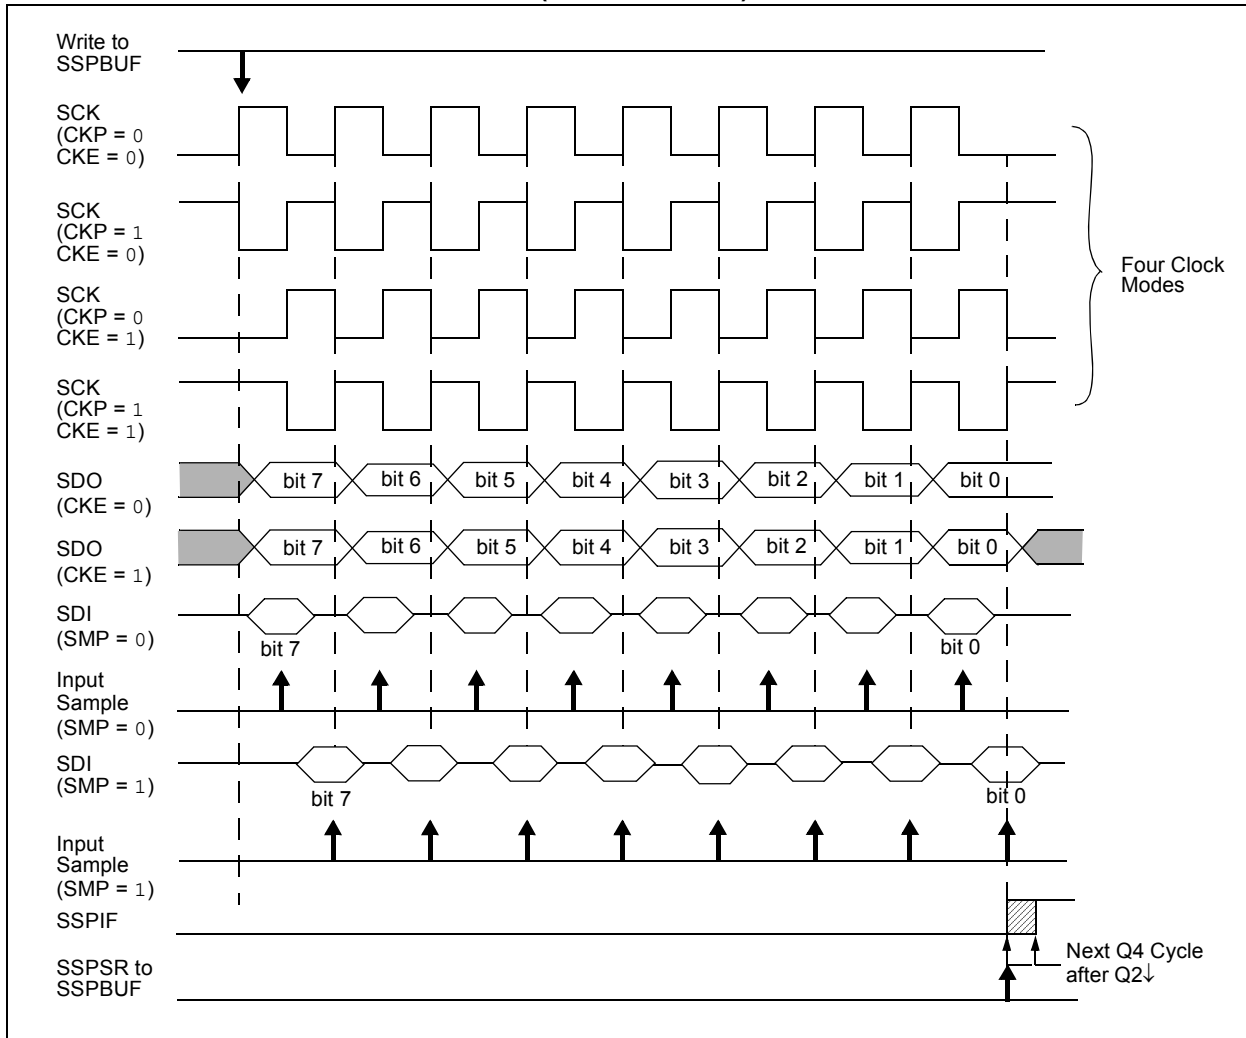 Write to
SSPBUF
SCK
(CKP = 0
CKE = 0)
SCK
(CKP = 1
CKE = 0)
SCK
(CKP = 0
CKE = 1)
SCK
(CKP = 1
CKE = 1)
Four Clock
Modes
SDO
(CKE = 0)
bit 7 bit 6 bit 5 bit 4 bit 3 bit 2 bit 1 bit 0
SDO
(CKE = 1)
bit 7 bit 6 bit 5 bit 4 bit 3 bit 2 bit 1 bit 0
SDI
(SMP = 0)
bit 7 bit 0
Input
Sample
(SMP = 0)
SDI
(SMP = 1)
bit 7 bit 0
Input
Sample
(SMP = 1)
SSPIF
SSPSR to
SSPBUF
Next Q4 Cycle
after Q2↓